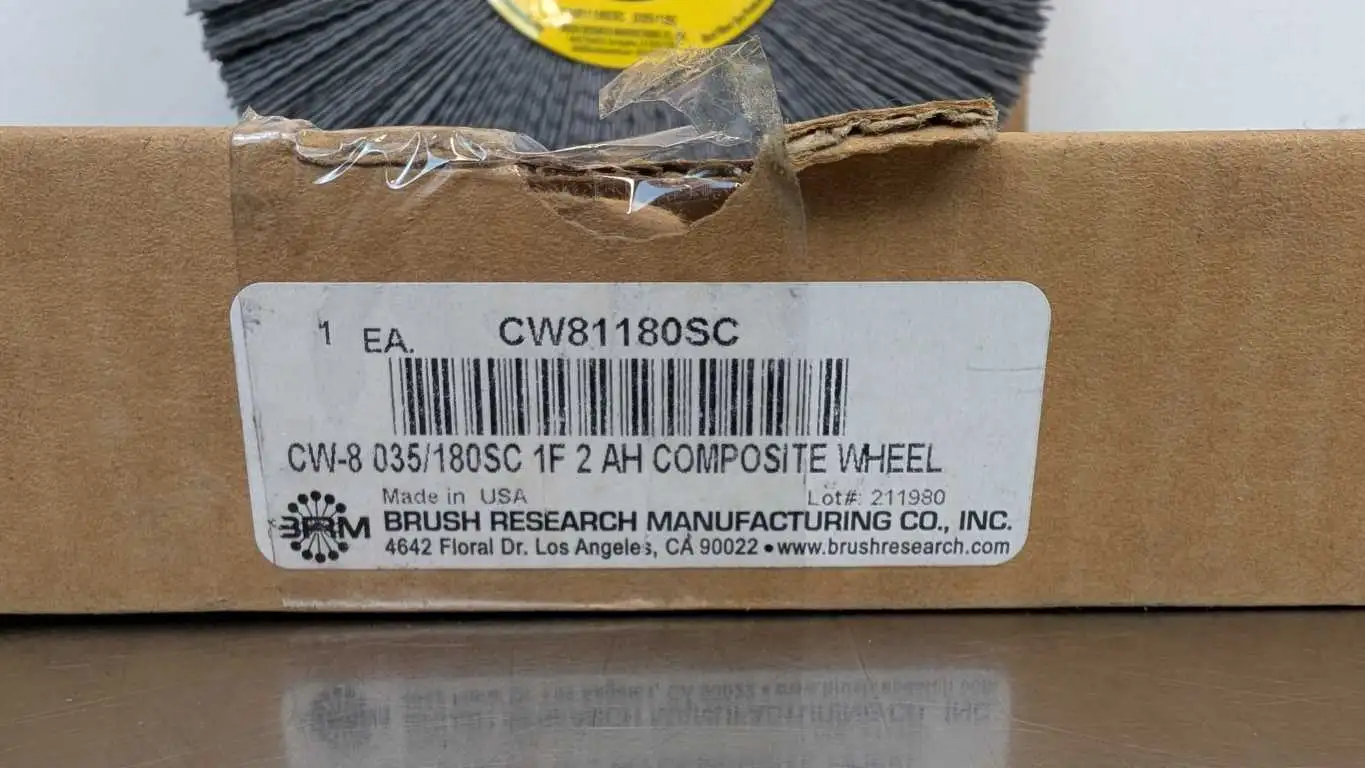 1 EA. CW81180SC
CW-8 035/180SC 1F 2 AH COMPOSITE WHEEL
Made in USA Lot#: 211980
BRM
BRUSH RESEARCH MANUFACTURING CO., INC.
4642 Floral Dr. Los Angeles, CA 90022 • www.brushresearch.com